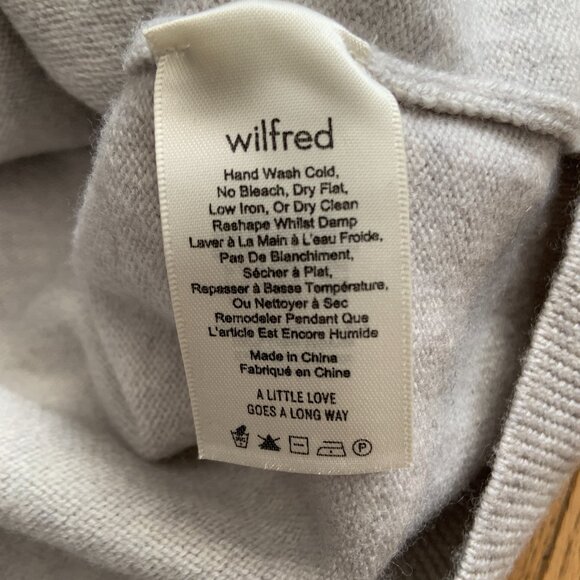 wilfred
Hand Wash Cold,
No Bleach, Dry Flat,
Low Iron, Or Dry Clean
Reshape Whilst Damp
Laver à La Main à L'eau Froide,
Pas De Blanchiment,
Sécher à Plat,
Repasser à Basse Température,
Ou Nettoyer à Sec
Remodeler Pendant Que
L'article Est Encore Humide
Made in China
Fabriqué en Chine
A LITTLE LOVE
GOES A LONG WAY
P